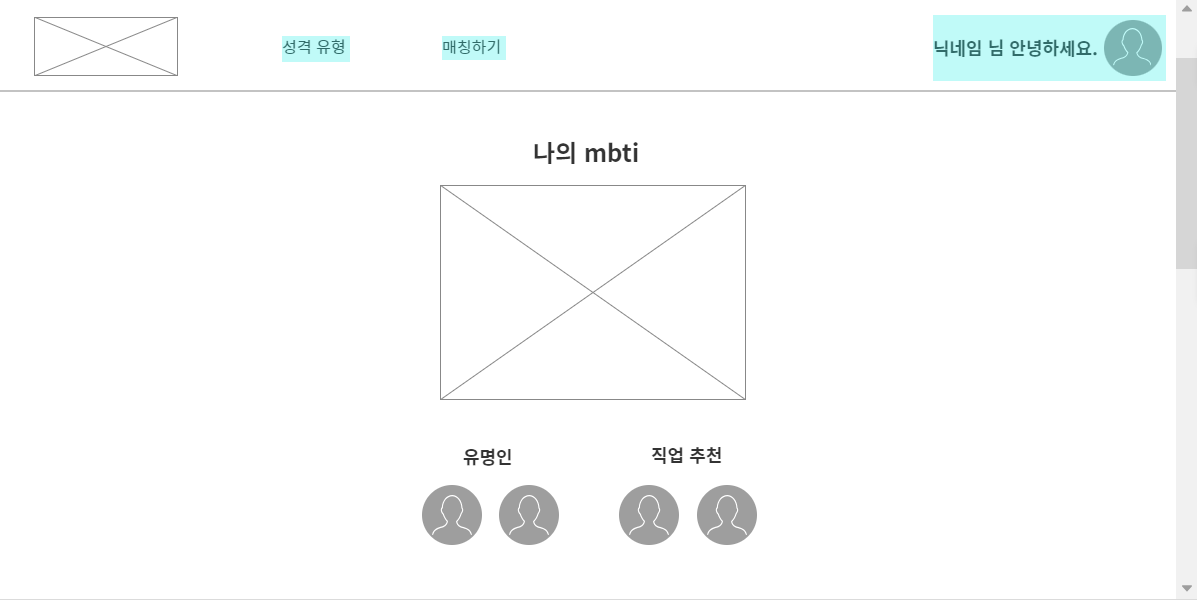 성격 유형
매칭하기
닉네임 님 안녕하세요.
나의 mbti
유명인
직업 추천